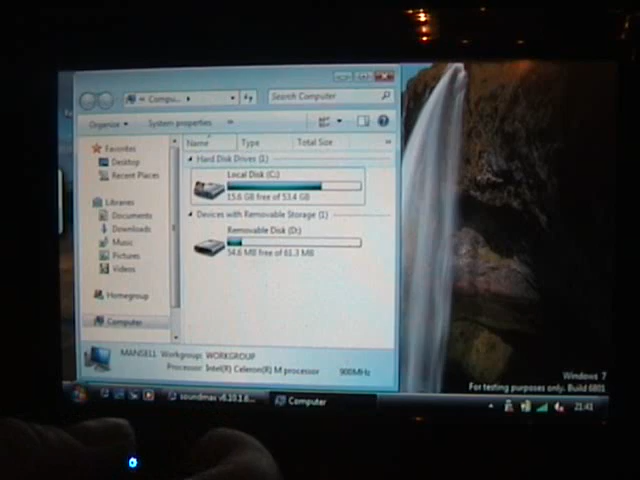 Compu...
Search Computer
Organize
System properties
»
Name
Type
Total Size
»
Favorites
Desktop
Recent Places
Libraries
Documents
Downloads
Music
Pictures
Videos
Homegroup
Computer
Hard Disk Drives (1)
Local Disk (C:)
15.6 GB free of 53.4 GB
Devices with Removable Storage (1)
Removable Disk (D:)
54.6 MB free of 61.3 MB
MANSELL Workgroup: WORKGROUP
Processor: Intel(R) Celeron(R) M processor 900MHz
Windows 7
For testing purposes only. Build 6801
Computer
21:41